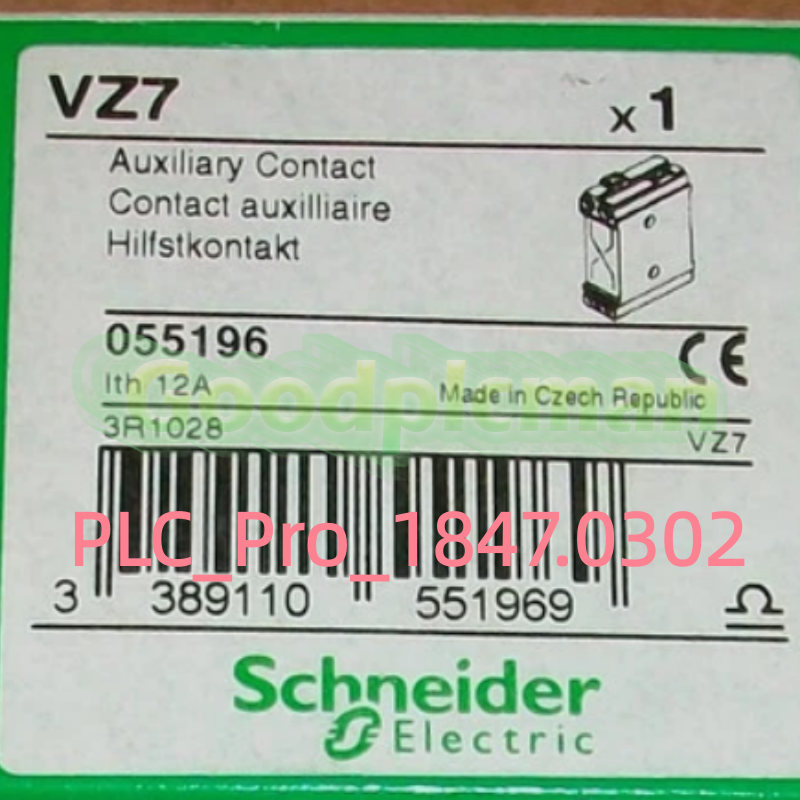 VZ7 x 1
Auxiliary Contact
Contact auxilliaire
Hilfstkontakt
055196 CE
Ith 12A Made in Czech Republic
Goodplcman
3R1028 VZ7
PLC_Pro_1847.0302
3 389110 551969
Schneider
Electric